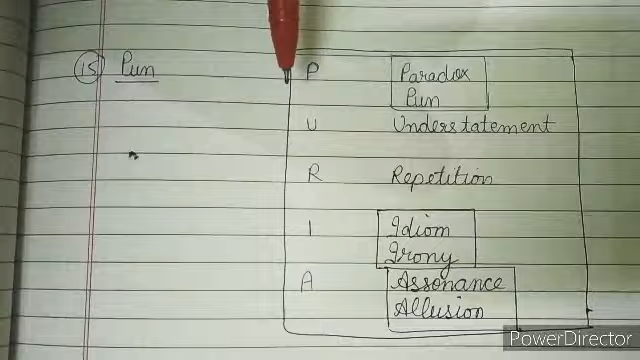 15 Pun
P Paradox
Pun
U Understatement
R Repetition
I Idiom
Irony
A Assonance
Allusion
PowerDirector